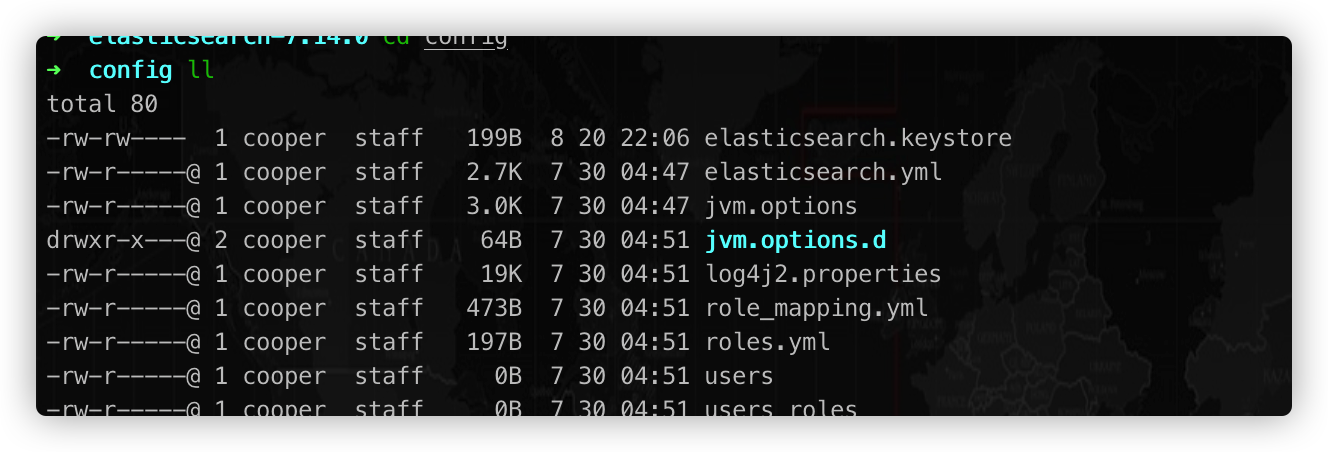 ➜  elasticsearch-7.14.0 cd config
➜  config ll
total 80
-rw-rw----  1 cooper  staff   199B  8 20 22:06 elasticsearch.keystore
-rw-r-----@ 1 cooper  staff   2.7K  7 30 04:47 elasticsearch.yml
-rw-r-----@ 1 cooper  staff   3.0K  7 30 04:47 jvm.options
drwxr-x---@ 2 cooper  staff    64B  7 30 04:51 jvm.options.d
-rw-r-----@ 1 cooper  staff    19K  7 30 04:51 log4j2.properties
-rw-r-----@ 1 cooper  staff   473B  7 30 04:51 role_mapping.yml
-rw-r-----@ 1 cooper  staff   197B  7 30 04:51 roles.yml
-rw-r-----@ 1 cooper  staff     0B  7 30 04:51 users
-rw-r-----@ 1 cooper  staff     0B  7 30 04:51 users_roles
CANADA